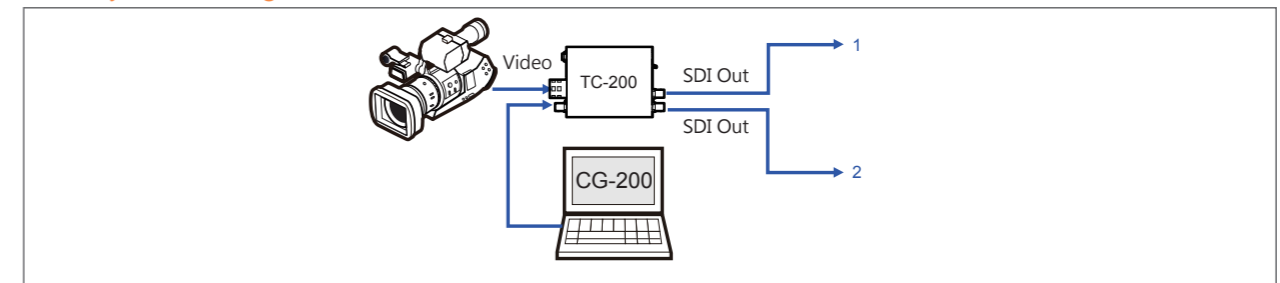 Video
TC-200
SDI Out
1
SDI Out
2
CG-200